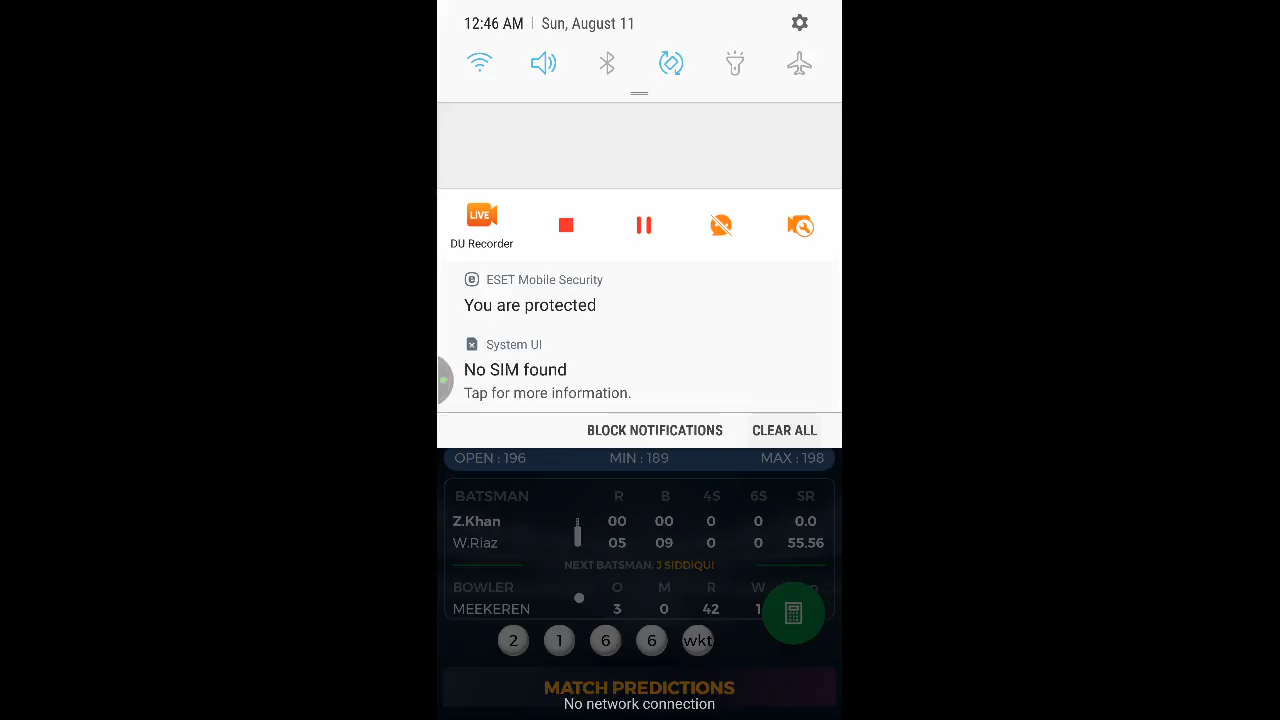 12:46 AM | Sun, August 11
LIVE
DU Recorder
ESET Mobile Security
You are protected
System UI
No SIM found
Tap for more information.
BLOCK NOTIFICATIONS CLEAR ALL
OPEN : 196 MIN : 189 MAX : 198
BATSMAN R B 4S 6S SR
Z.Khan 00 00 0 0 0.0
W.Riaz 05 09 0 0 55.56
NEXT BATSMAN: J SIDDIQUI
BOWLER O M R W
MEEKEREN 3 0 42 1
2 1 6 6 wkt
MATCH PREDICTIONS
No network connection